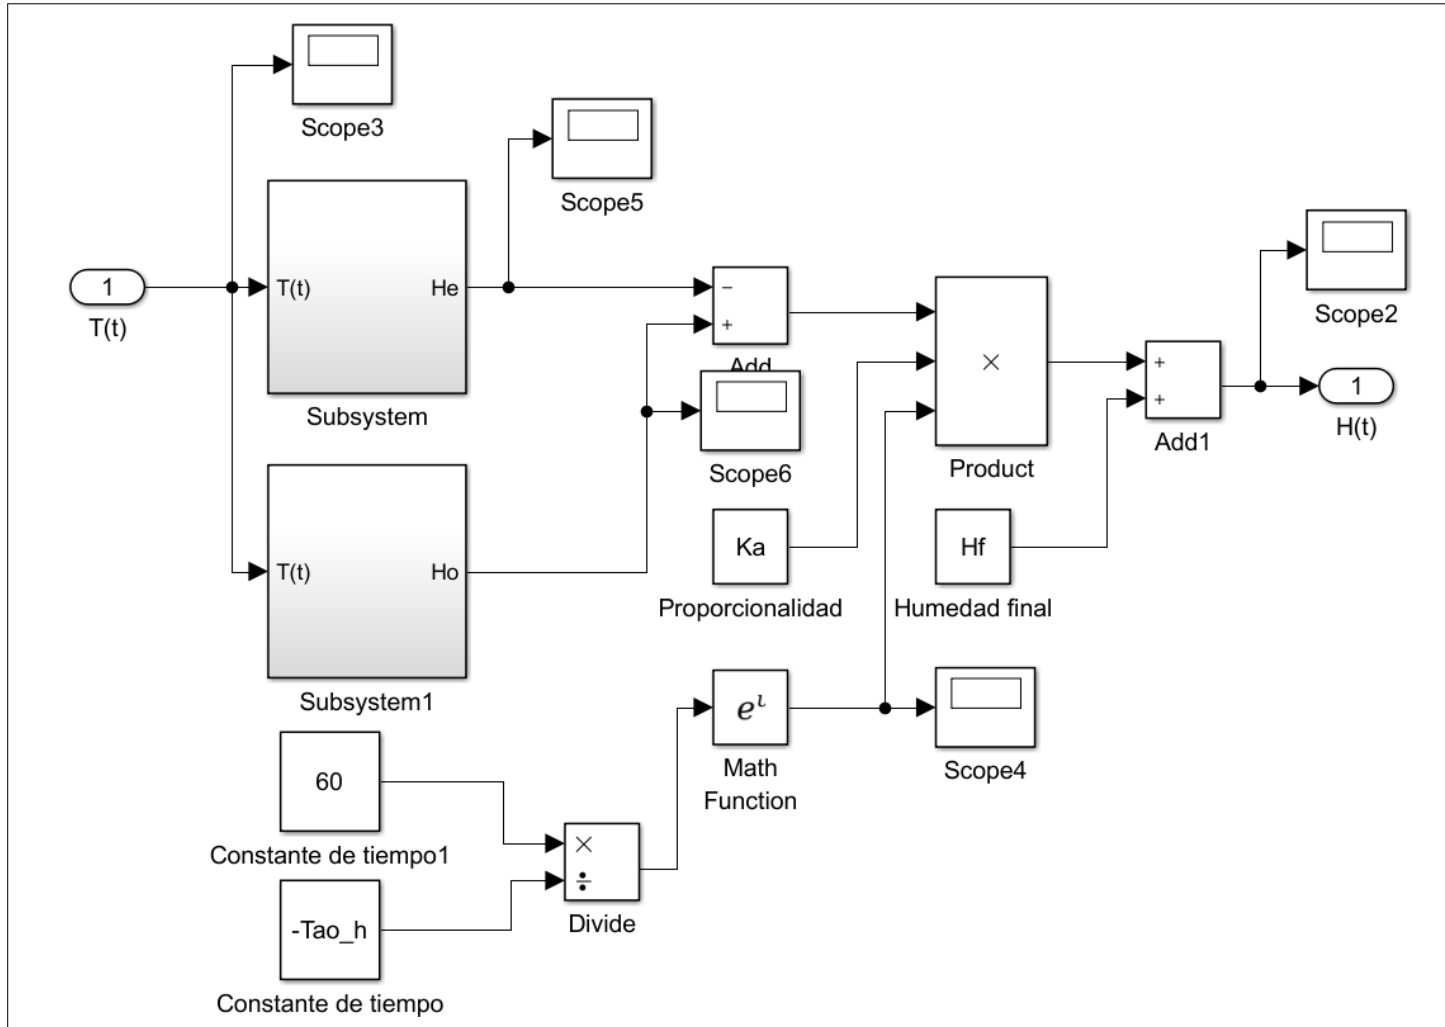 Scope3
Scope5
Scope2
1
T(t)
T(t)
He
Subsystem
−
+
Add
Scope6
×
Product
+
+
Add1
1
H(t)
T(t)
Ho
Subsystem1
Ka
Proporcionalidad
Hf
Humedad final
eᶥ
Math
Function
Scope4
60
Constante de tiempo1
×
÷
Divide
-Tao_h
Constante de tiempo